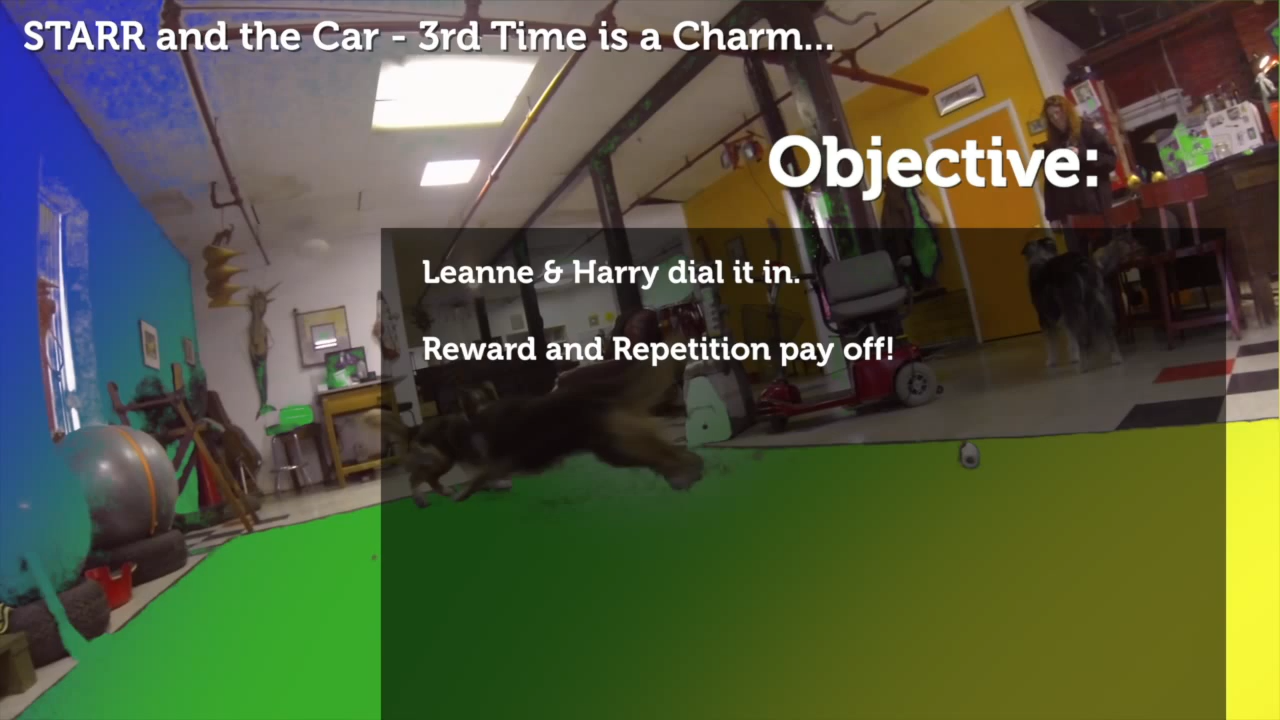 STARR and the Car - 3rd Time is a Charm...
Objective:
Leanne & Harry dial it in.
Reward and Repetition pay off!